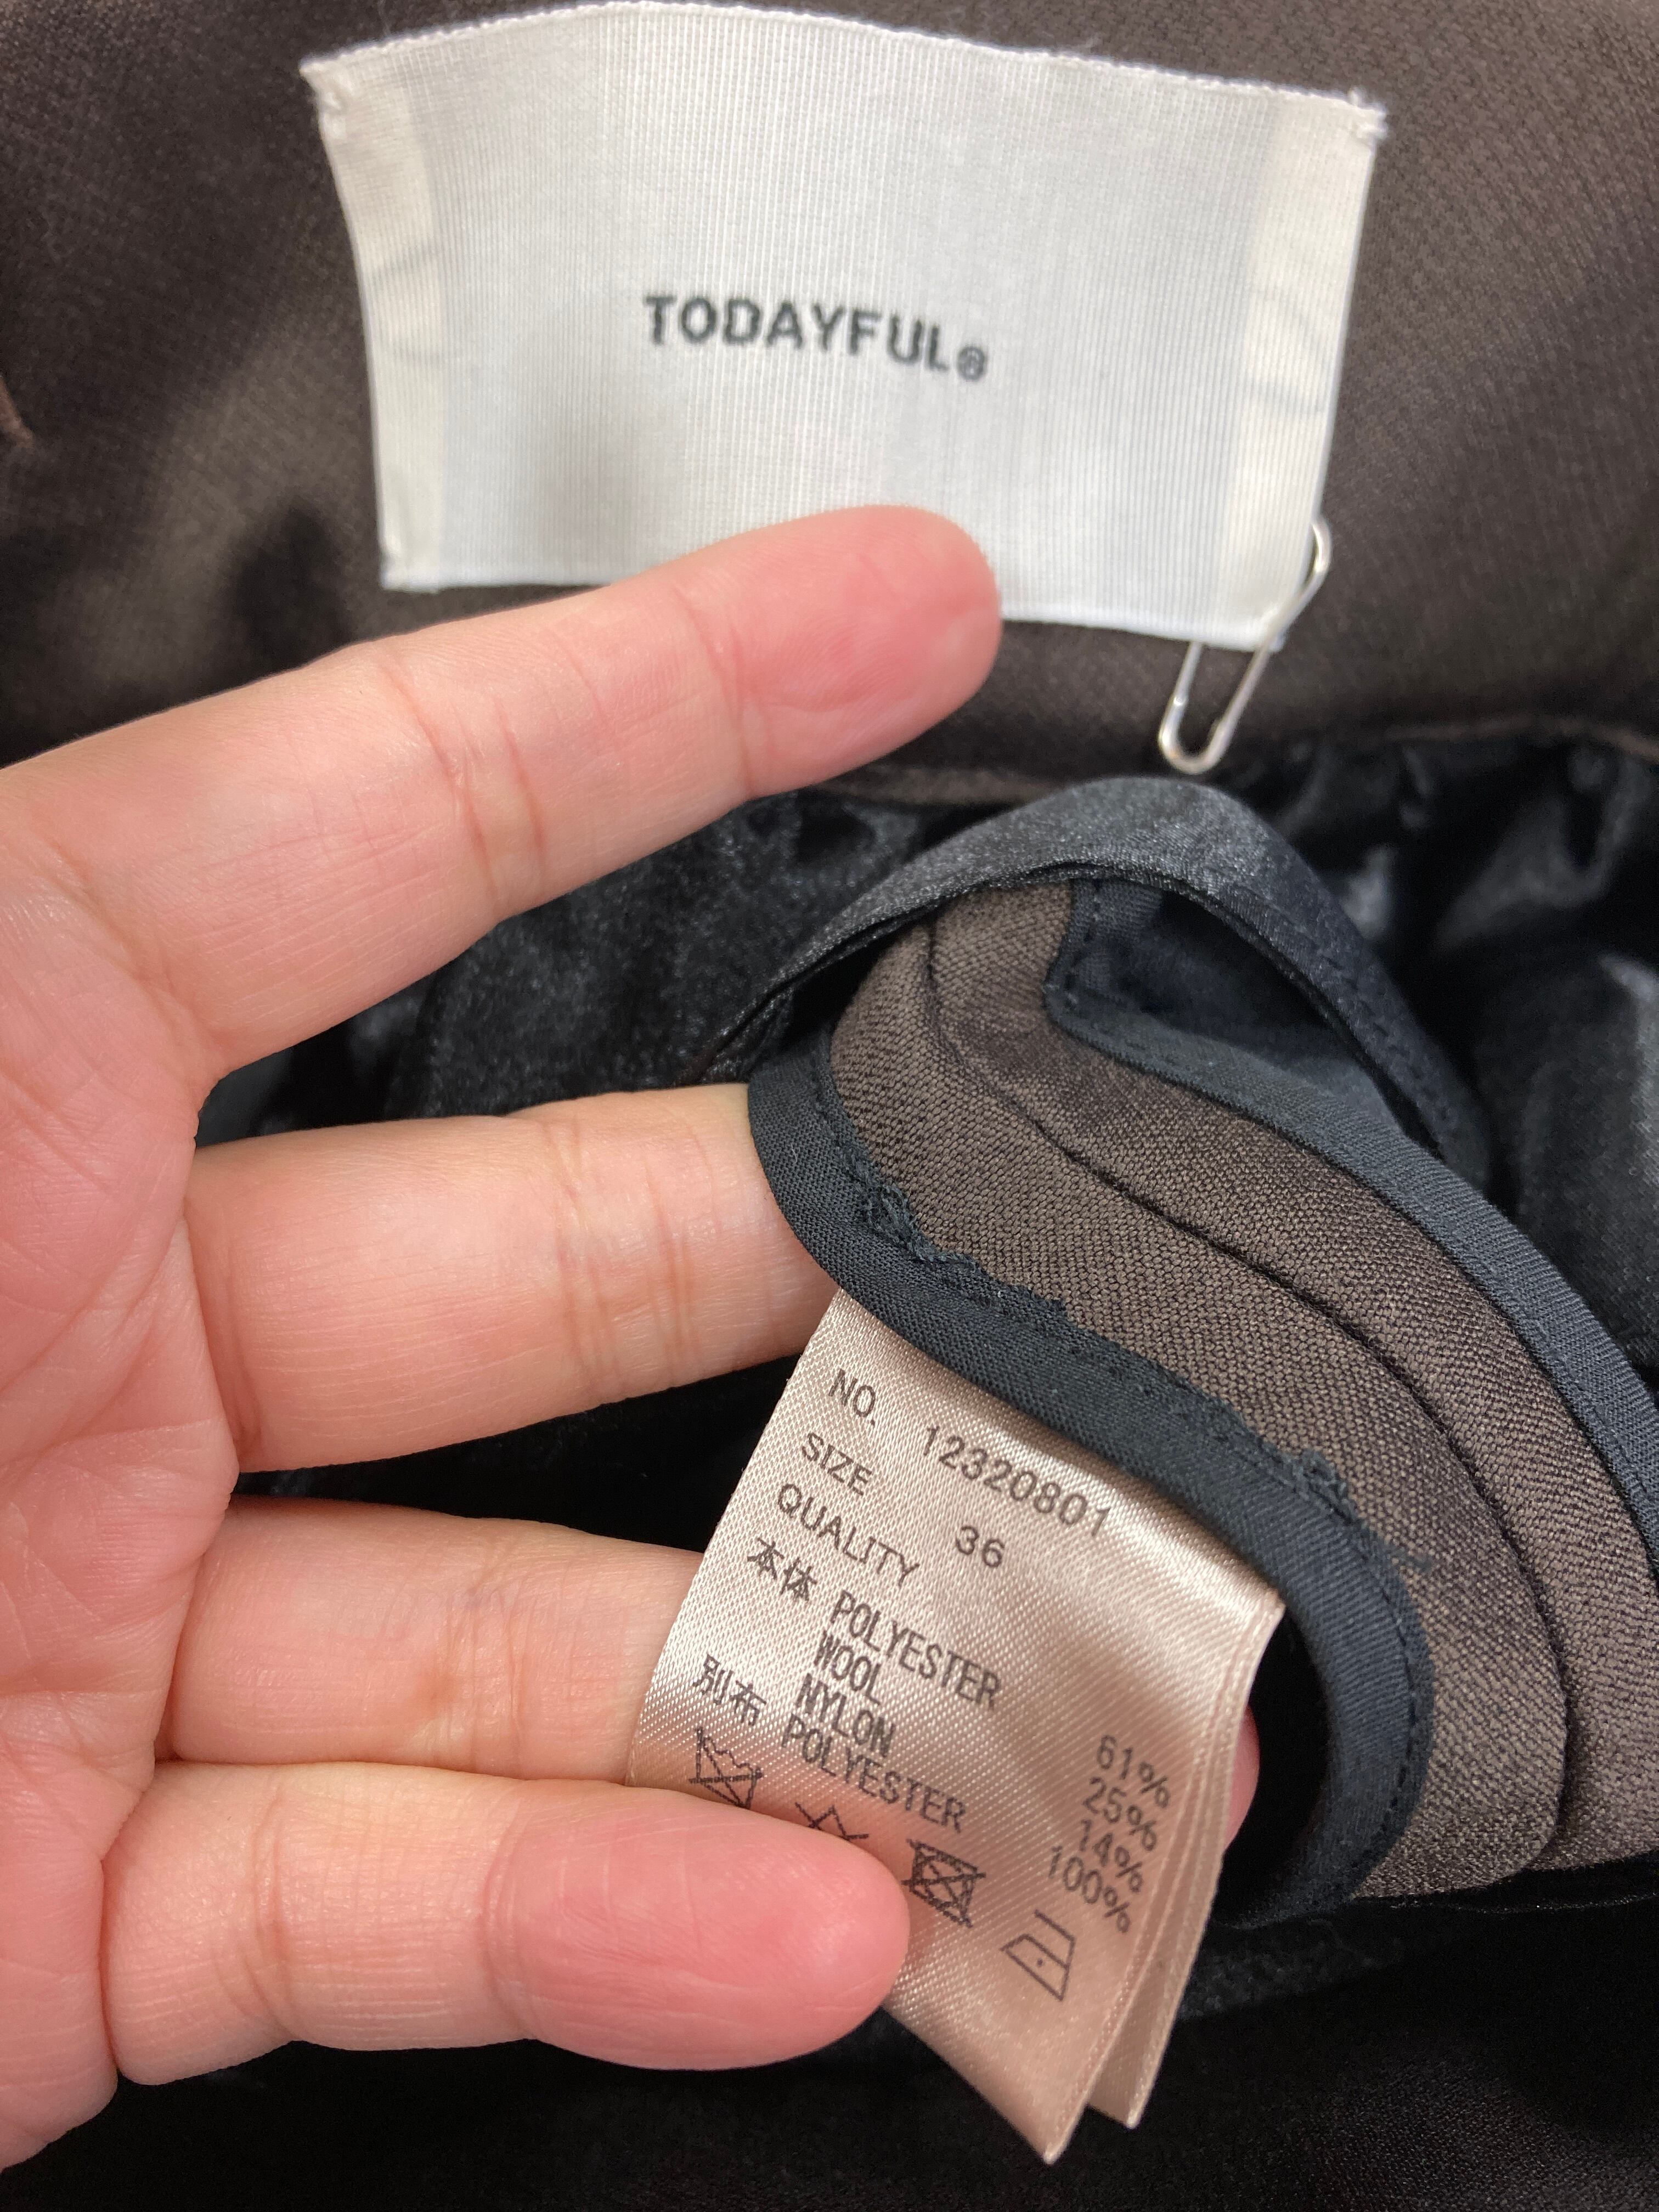 TODAYFUL®
NO. 12320801
SIZE 36
QUALITY
本体 POLYESTER 61%
WOOL 25%
NYLON 14%
別布 POLYESTER 100%